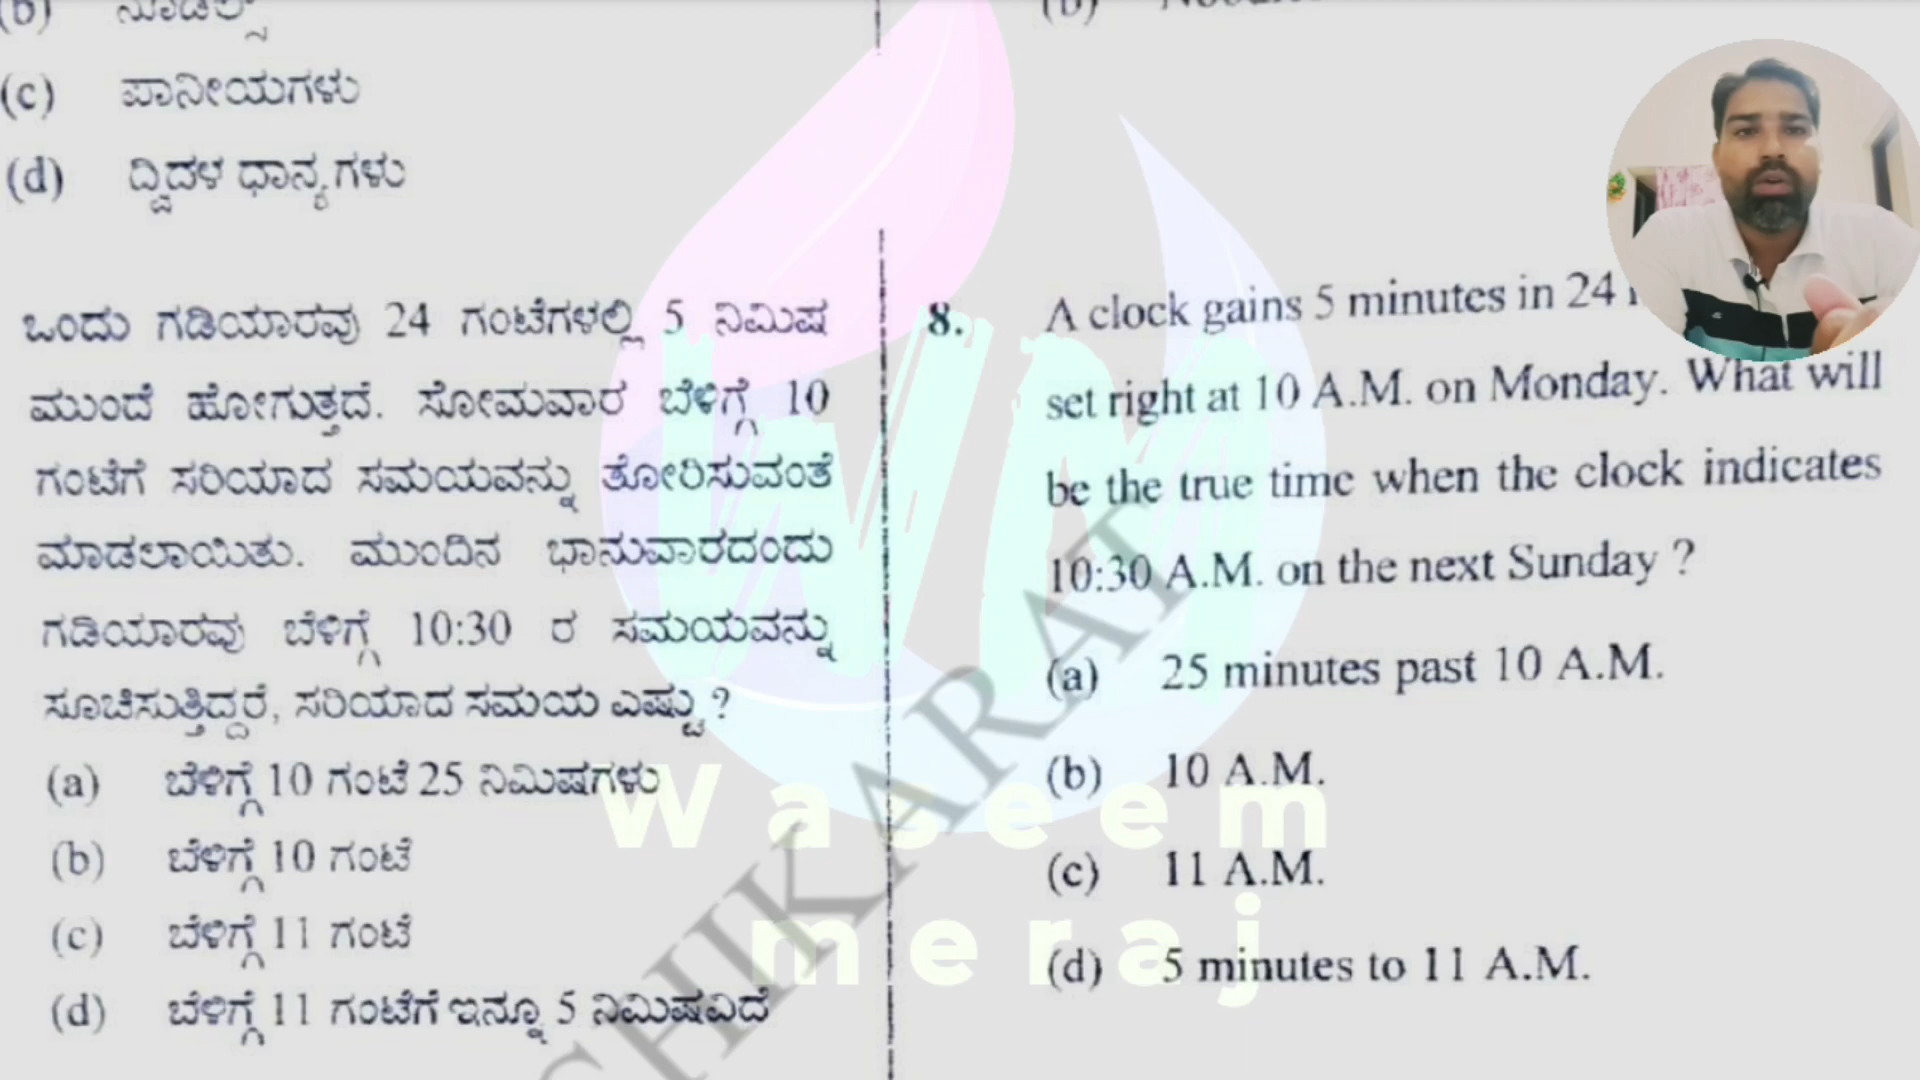 (c) ಪಾನೀಯಗಳು
(d) ದ್ವಿದಳ ಧಾನ್ಯಗಳು
ಒಂದು ಗಡಿಯಾರವು 24 ಗಂಟೆಗಳಲ್ಲಿ 5 ನಿಮಿಷ
ಮುಂದೆ ಹೋಗುತ್ತದೆ. ಸೋಮವಾರ ಬೆಳಿಗ್ಗೆ 10
ಗಂಟೆಗೆ ಸರಿಯಾದ ಸಮಯವನ್ನು ತೋರಿಸುವಂತೆ
ಮಾಡಲಾಯಿತು. ಮುಂದಿನ ಭಾನುವಾರದಂದು
ಗಡಿಯಾರವು ಬೆಳಿಗ್ಗೆ 10:30 ರ ಸಮಯವನ್ನು
ಸೂಚಿಸುತ್ತಿದ್ದರೆ, ಸರಿಯಾದ ಸಮಯ ಎಷ್ಟು ?
(a) ಬೆಳಿಗ್ಗೆ 10 ಗಂಟೆ 25 ನಿಮಿಷಗಳು
(b) ಬೆಳಿಗ್ಗೆ 10 ಗಂಟೆ
(c) ಬೆಳಿಗ್ಗೆ 11 ಗಂಟೆ
(d) ಬೆಳಿಗ್ಗೆ 11 ಗಂಟೆಗೆ ಇನ್ನೂ 5 ನಿಮಿಷವಿದೆ
8. A clock gains 5 minutes in 24
set right at 10 A.M. on Monday. What will
be the true time when the clock indicates
10:30 A.M. on the next Sunday ?
(a) 25 minutes past 10 A.M.
(b) 10 A.M.
(c) 11 A.M.
(d) 5 minutes to 11 A.M.
WM
Waseem
meraj